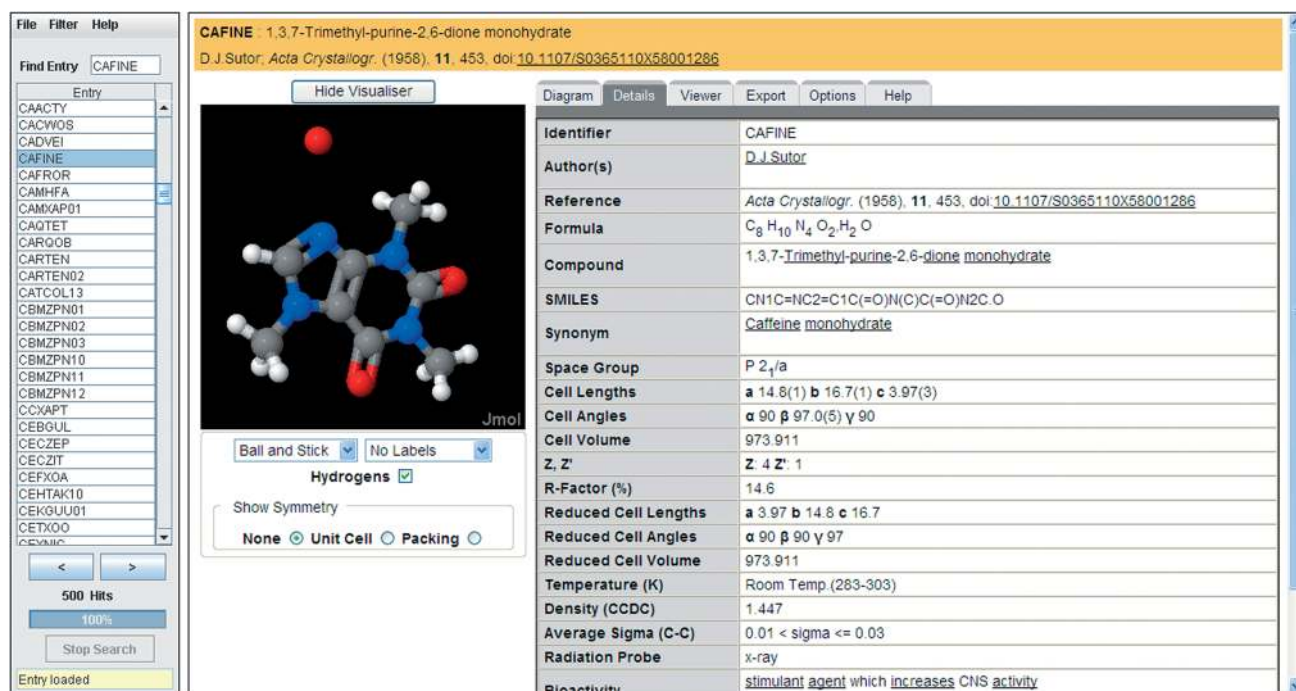 File Filter Help
Find Entry CAFINE
Entry
CAACTY
CACWOS
CADVEI
CAFINE
CAFROR
CAMHFA
CAMXAP01
CAQTET
CARQOB
CARTEN
CARTEN02
CATCOL13
CBMZPN01
CBMZPN02
CBMZPN03
CBMZPN10
CBMZPN11
CBMZPN12
CCXAPT
CEBGUL
CECZEP
CECZIT
CEFXOA
CEHTAK10
CEKGUU01
CETXOO
< >
500 Hits
100%
Stop Search
Entry loaded
CAFINE : 1,3,7-Trimethyl-purine-2,6-dione monohydrate
D.J.Sutor; Acta Crystallogr. (1958), 11, 453, doi:10.1107/S0365110X58001286
Hide Visualiser
Jmol
Ball and Stick No Labels
Hydrogens
Show Symmetry
None Unit Cell Packing
Diagram Details Viewer Export Options Help
Identifier CAFINE
Author(s) D.J.Sutor
Reference Acta Crystallogr. (1958), 11, 453, doi:10.1107/S0365110X58001286
Formula C8 H10 N4 O2,H2 O
Compound 1,3,7-Trimethyl-purine-2,6-dione monohydrate
SMILES CN1C=NC2=C1C(=O)N(C)C(=O)N2C.O
Synonym Caffeine monohydrate
Space Group P 21/a
Cell Lengths a 14.8(1) b 16.7(1) c 3.97(3)
Cell Angles α 90 β 97.0(5) γ 90
Cell Volume 973.911
Z, Z' Z: 4 Z': 1
R-Factor (%) 14.6
Reduced Cell Lengths a 3.97 b 14.8 c 16.7
Reduced Cell Angles α 90 β 90 γ 97
Reduced Cell Volume 973.911
Temperature (K) Room Temp.(283-303)
Density (CCDC) 1.447
Average Sigma (C-C) 0.01 < sigma <= 0.03
Radiation Probe x-ray
Bioactivity stimulant agent which increases CNS activity